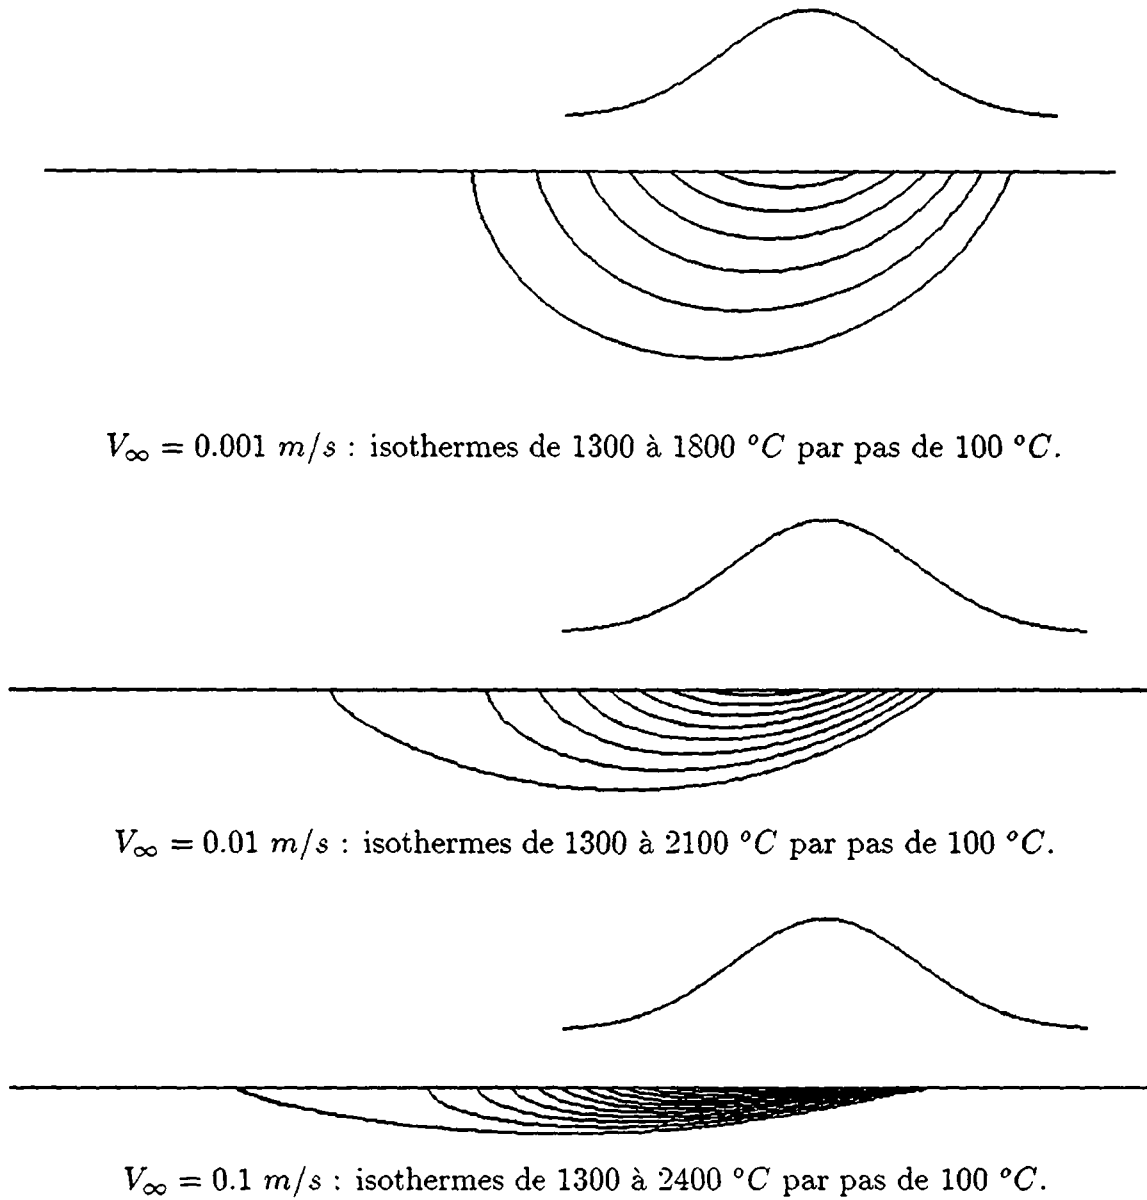 V∞ = 0.001 m/s : isothermes de 1300 à 1800 °C par pas de 100 °C.
V∞ = 0.01 m/s : isothermes de 1300 à 2100 °C par pas de 100 °C.
V∞ = 0.1 m/s : isothermes de 1300 à 2400 °C par pas de 100 °C.